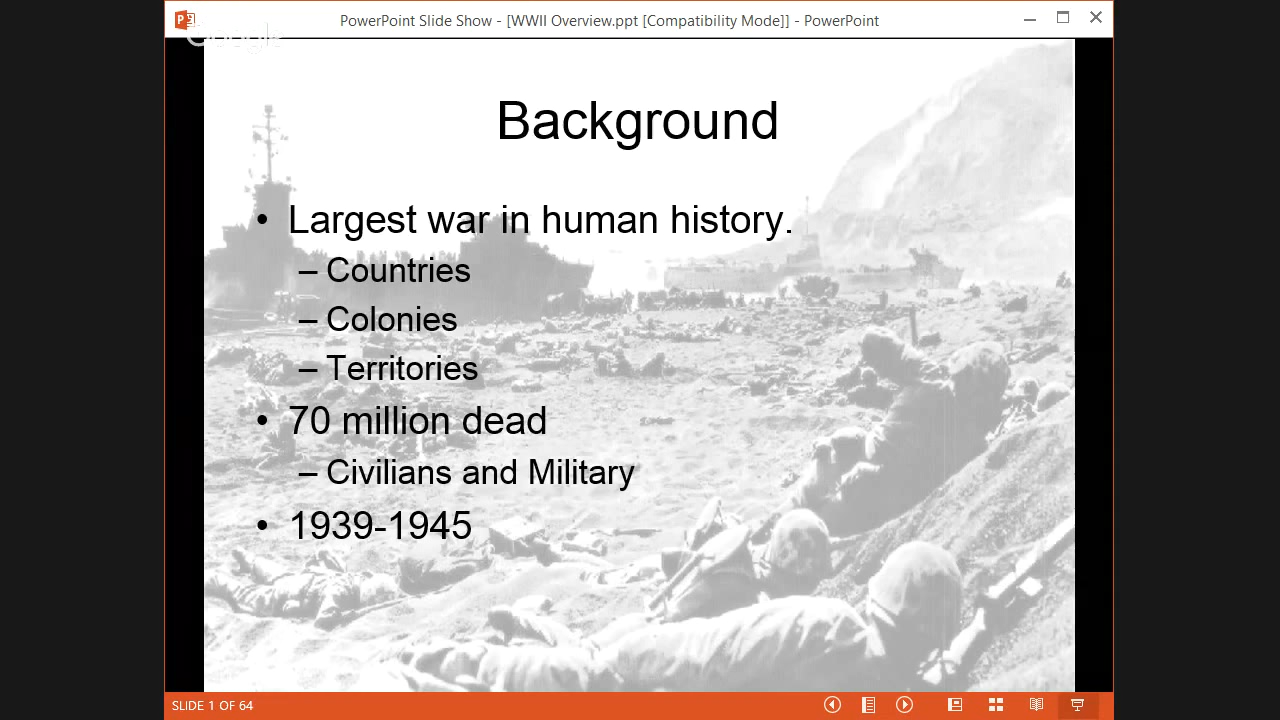 PowerPoint Slide Show - [WWII Overview.ppt [Compatibility Mode]] - PowerPoint
Google
Background
• Largest war in human history.
– Countries
– Colonies
– Territories
• 70 million dead
– Civilians and Military
• 1939-1945
SLIDE 1 OF 64